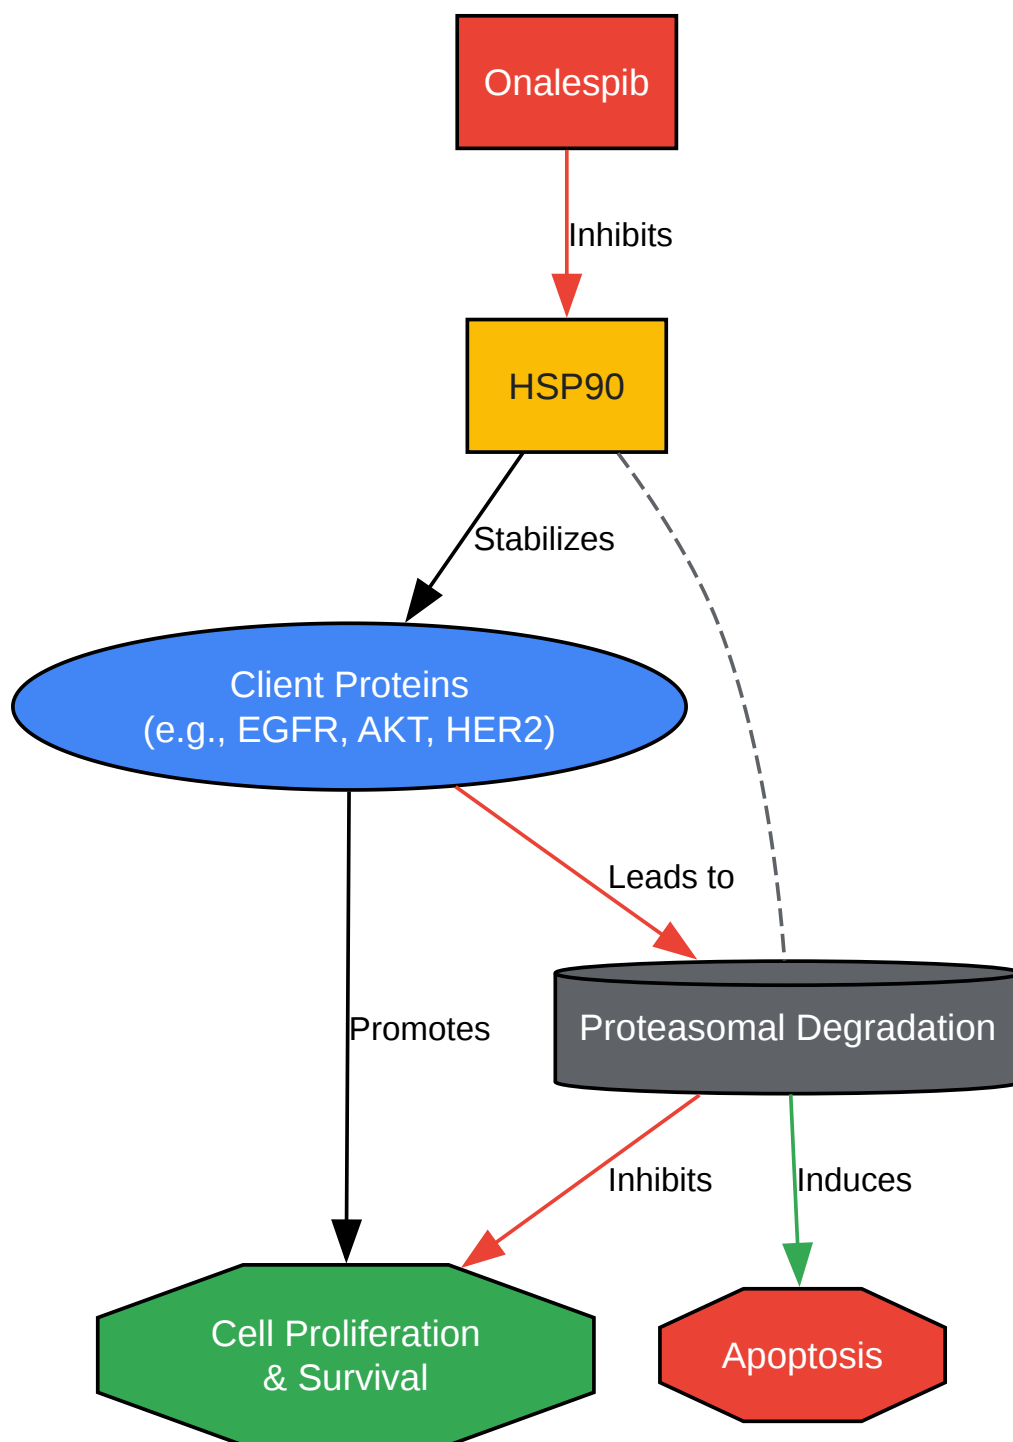 Onalespib
Inhibits
HSP90
Stabilizes
Client Proteins
(e.g., EGFR, AKT, HER2)
Leads to
Proteasomal Degradation
Promotes
Inhibits
Induces
Cell Proliferation
& Survival
Apoptosis